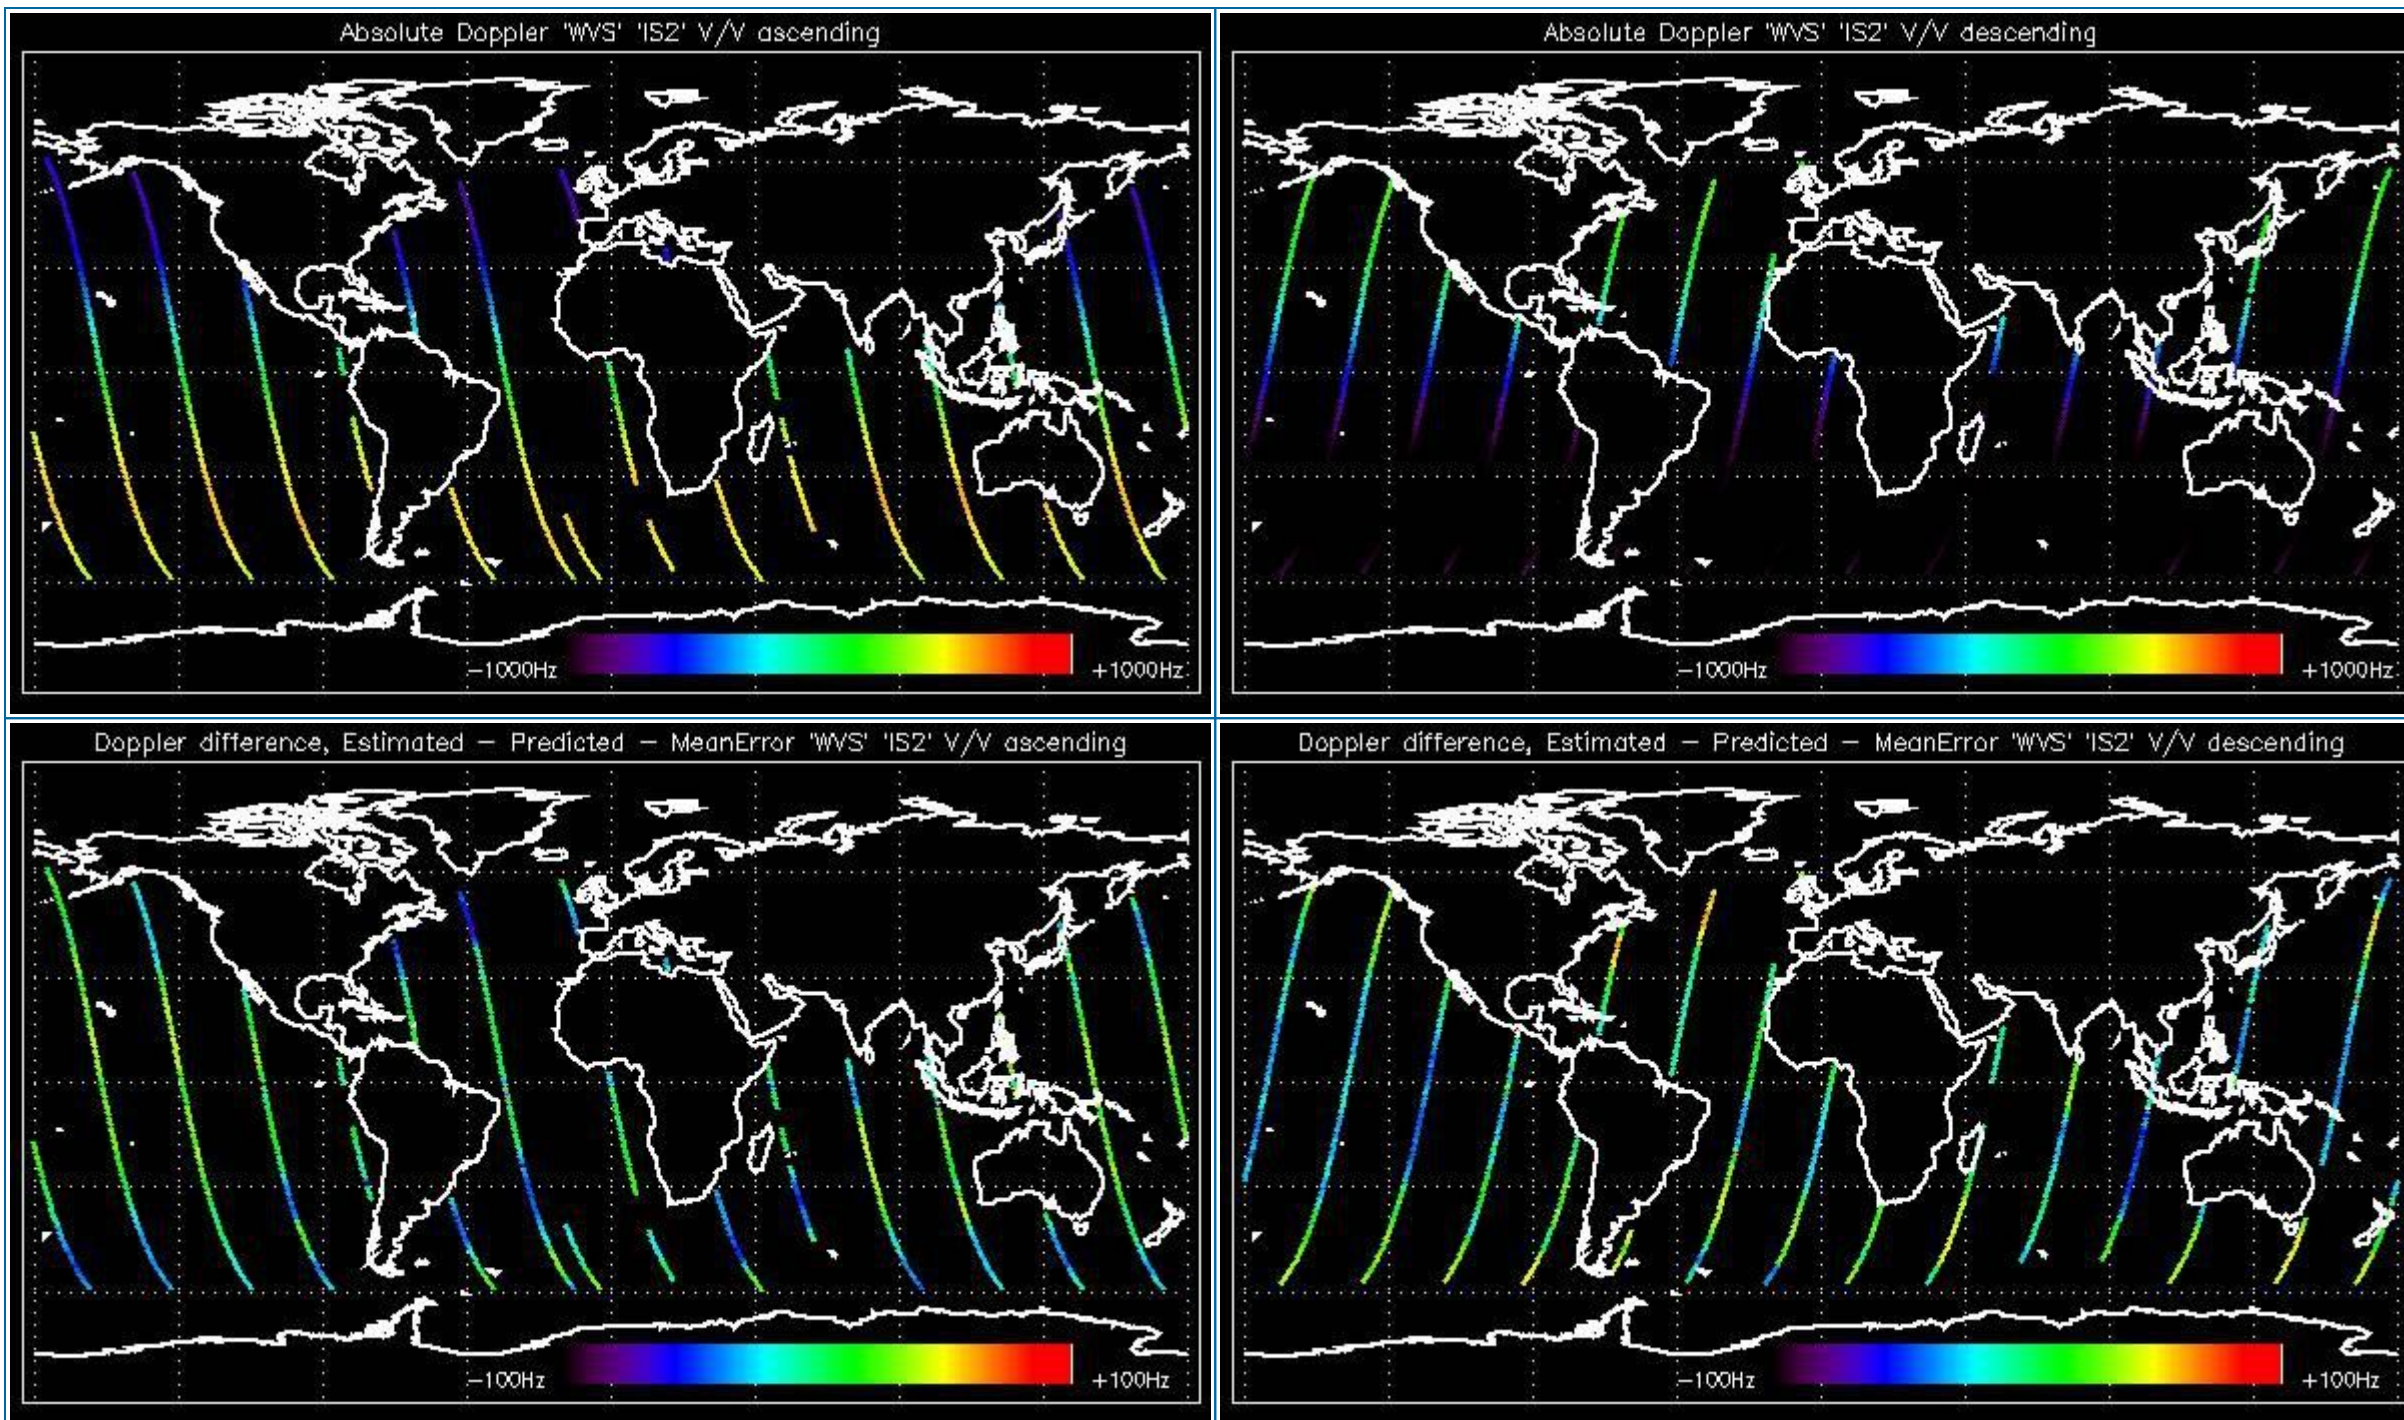 Absolute Doppler 'WVS' 'IS2' V/V ascending
−1000Hz
+1000Hz
Absolute Doppler 'WVS' 'IS2' V/V descending
−1000Hz
+1000Hz
Doppler difference, Estimated − Predicted − MeanError 'WVS' 'IS2' V/V ascending
−100Hz
+100Hz
Doppler difference, Estimated − Predicted − MeanError 'WVS' 'IS2' V/V descending
−100Hz
+100Hz